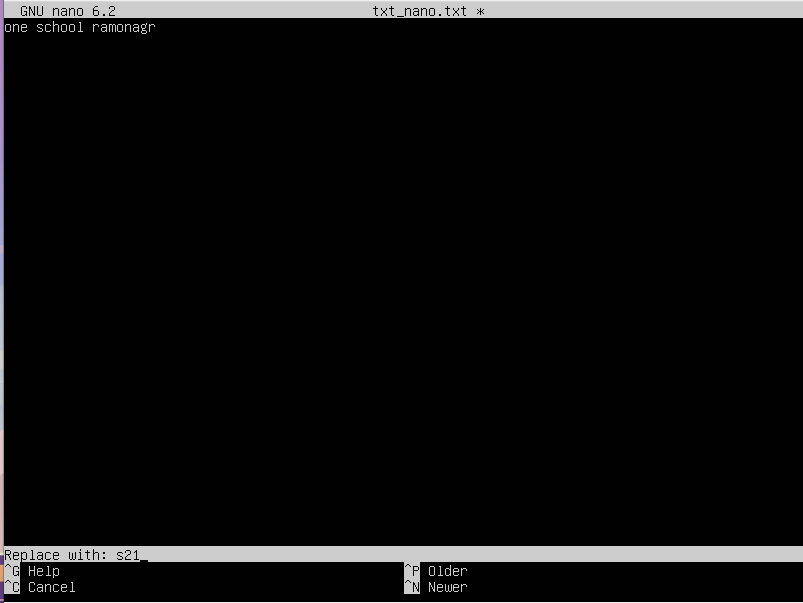 GNU nano 6.2 txt_nano.txt *
one school ramonagr
Replace with: s21_
^G Help ^P Older
^C Cancel ^N Newer